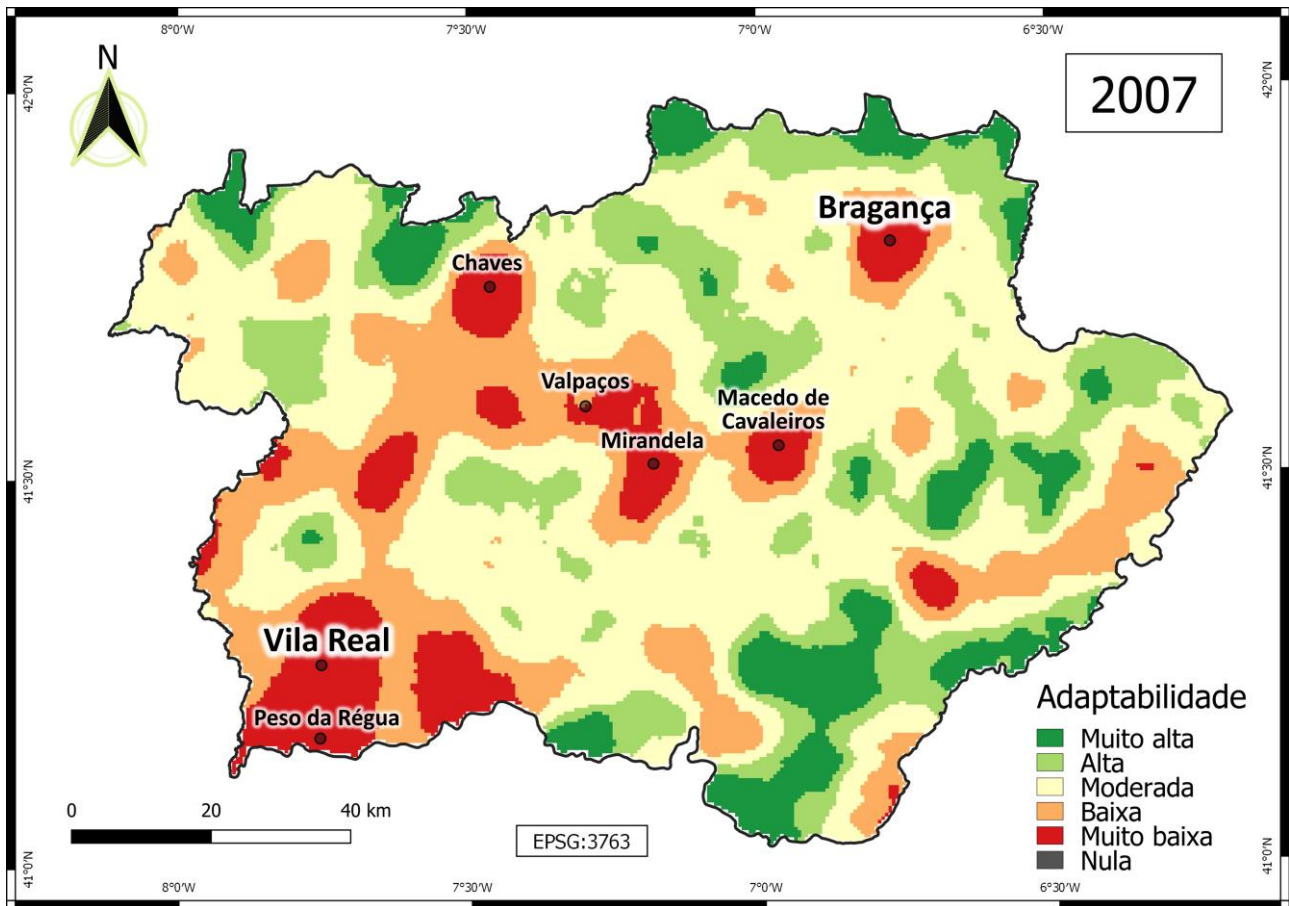 8°0'W
7°30'W
7°0'W
6°30'W
N
2007
42°0'N
42°0'N
Bragança
Chaves
Valpaços
Macedo de
Cavaleiros
Mirandela
41°30'N
41°30'N
Vila Real
Peso da Régua
Adaptabilidade
Muito alta
Alta
Moderada
Baixa
Muito baixa
Nula
0
20
40 km
EPSG:3763
41°0'N
41°0'N
8°0'W
7°30'W
7°0'W
6°30'W